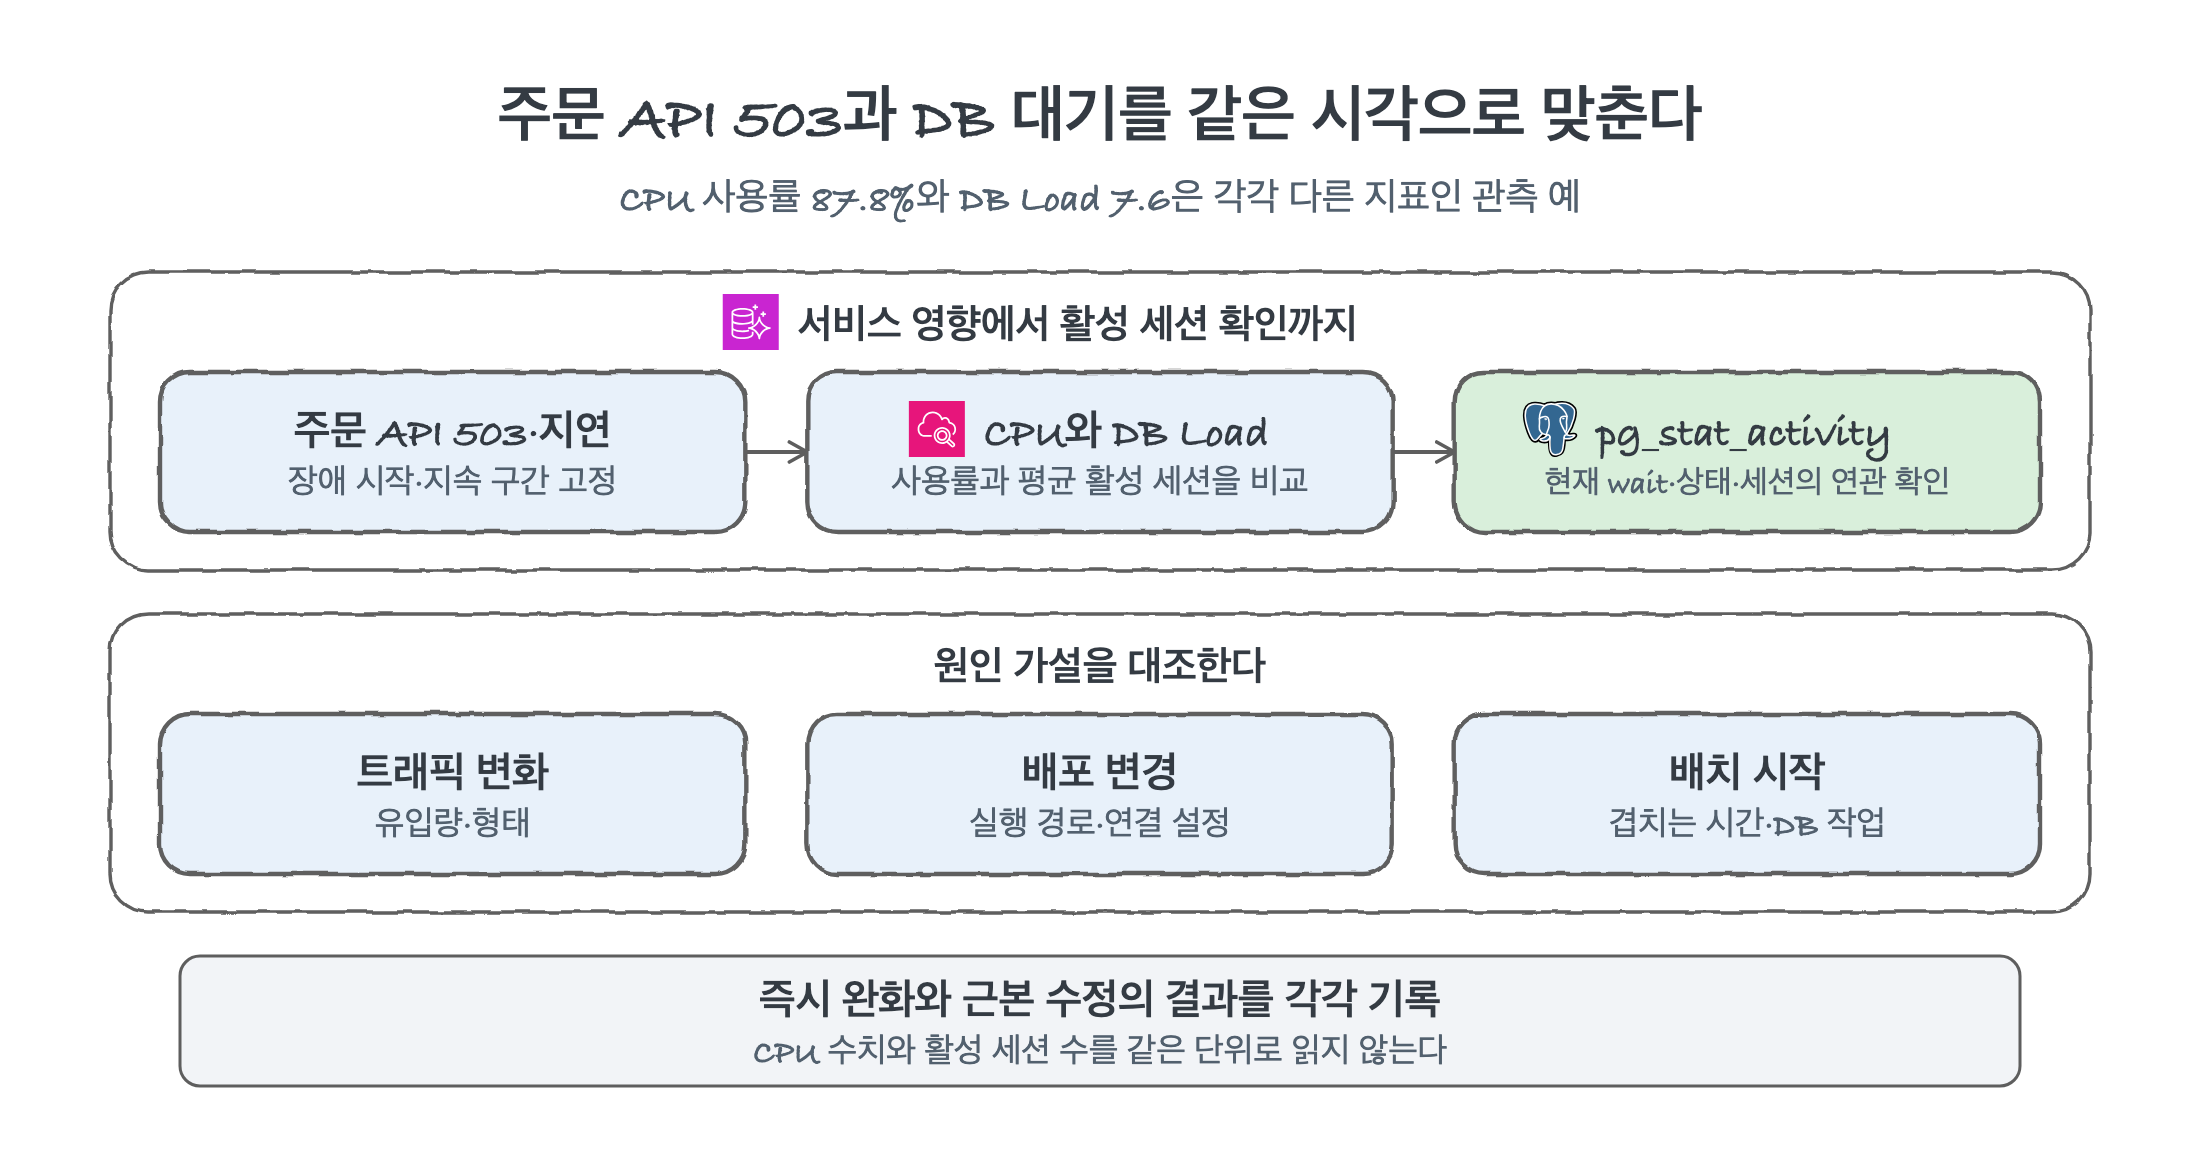 주문 API 503과 DB 대기를 같은 시각으로 맞춘다
CPU 사용률 87.8%와 DB Load 7.6은 각각 다른 지표인 관측 예
서비스 영향에서 활성 세션 확인까지
주문 API 503·지연
장애 시작·지속 구간 고정
CPU와 DB Load
사용률과 평균 활성 세션을 비교
pg_stat_activity
현재 wait·상태·세션의 연관 확인
원인 가설을 대조한다
트래픽 변화
유입량·형태
배포 변경
실행 경로·연결 설정
배치 시작
겹치는 시간·DB 작업
즉시 완화와 근본 수정의 결과를 각각 기록
CPU 수치와 활성 세션 수를 같은 단위로 읽지 않는다